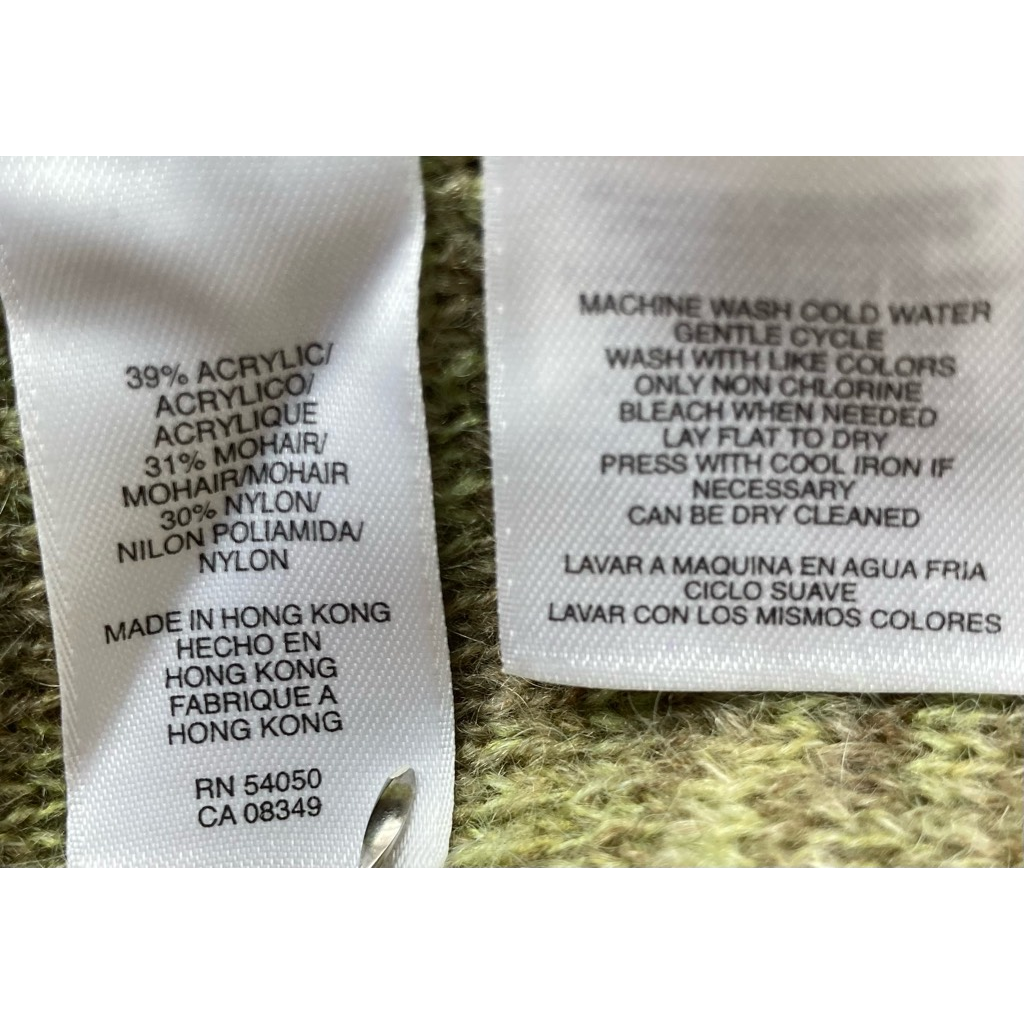 39% ACRYLIC/
ACRYLICO/
ACRYLIQUE
31% MOHAIR/
MOHAIR/MOHAIR
30% NYLON/
NILON POLIAMIDA/
NYLON
MADE IN HONG KONG
HECHO EN
HONG KONG
FABRIQUE A
HONG KONG
RN 54050
CA 08349
MACHINE WASH COLD WATER
GENTLE CYCLE
WASH WITH LIKE COLORS
ONLY NON CHLORINE
BLEACH WHEN NEEDED
LAY FLAT TO DRY
PRESS WITH COOL IRON IF
NECESSARY
CAN BE DRY CLEANED
LAVAR A MAQUINA EN AGUA FRIA
CICLO SUAVE
LAVAR CON LOS MISMOS COLORES